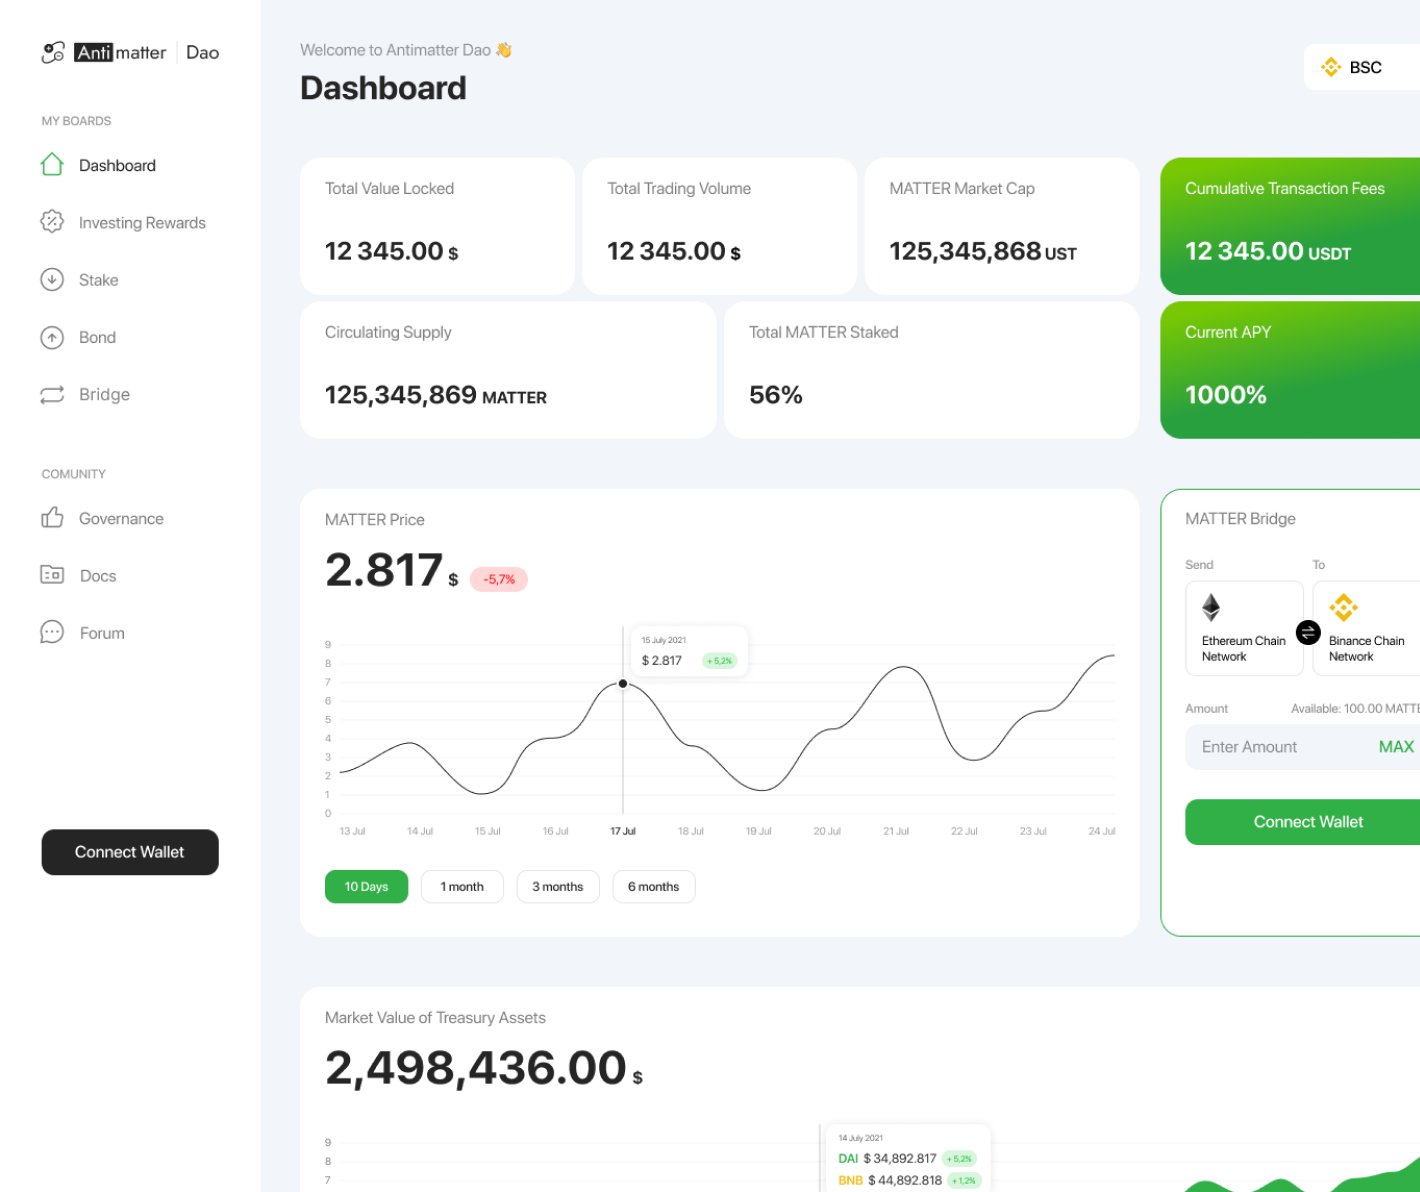 Antimatter Dao
MY BOARDS
Dashboard
Investing Rewards
Stake
Bond
Bridge
COMUNITY
Governance
Docs
Forum
Connect Wallet
Welcome to Antimatter Dao 👋
Dashboard
BSC
Total Value Locked
12 345.00 $
Total Trading Volume
12 345.00 $
MATTER Market Cap
125,345,868 UST
Cumulative Transaction Fees
12 345.00 USDT
Circulating Supply
125,345,869 MATTER
Total MATTER Staked
56%
Current APY
1000%
MATTER Price
2.817 $ -5,7%
15 July 2021
$ 2.817 + 5,2%
9
8
7
6
5
4
3
2
1
0
13 Jul 14 Jul 15 Jul 16 Jul 17 Jul 18 Jul 19 Jul 20 Jul 21 Jul 22 Jul 23 Jul 24 Jul
10 Days 1 month 3 months 6 months
MATTER Bridge
Send To
Ethereum Chain
Network
Binance Chain
Network
Amount Available: 100.00 MATTE
Enter Amount MAX
Connect Wallet
Market Value of Treasury Assets
2,498,436.00 $
9
8
7
14 July 2021
DAI $ 34,892.817 + 5,2%
BNB $ 44,892.818 + 1,2%